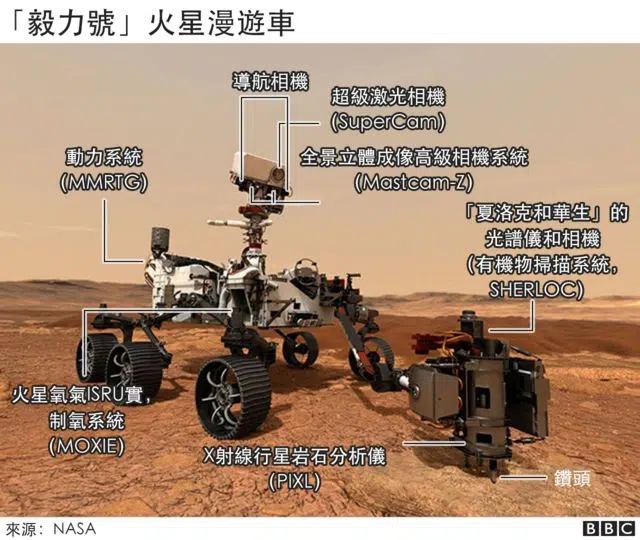 「毅力號」火星漫遊車
導航相機
超級激光相機
(SuperCam)
動力系統
(MMRTG)
全景立體成像高級相機系統
(Mastcam-Z)
「夏洛克和華生」的
光譜儀和相機
(有機物掃描系統,
SHERLOC)
火星氧氣ISRU實,
制氧系統
(MOXIE)
X射線行星岩石分析儀
(PIXL)
鑽頭
來源：NASA
BBC